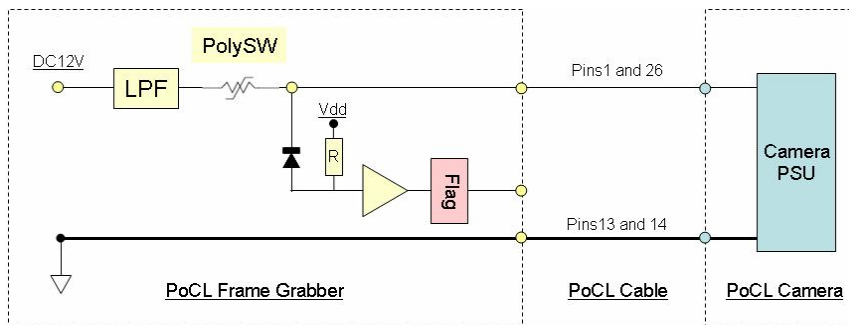 PolySW
DC12V
LPF
Pins1 and 26
Vdd
R
Flag
Camera
PSU
Pins13 and 14
PoCL Frame Grabber
PoCL Cable
PoCL Camera